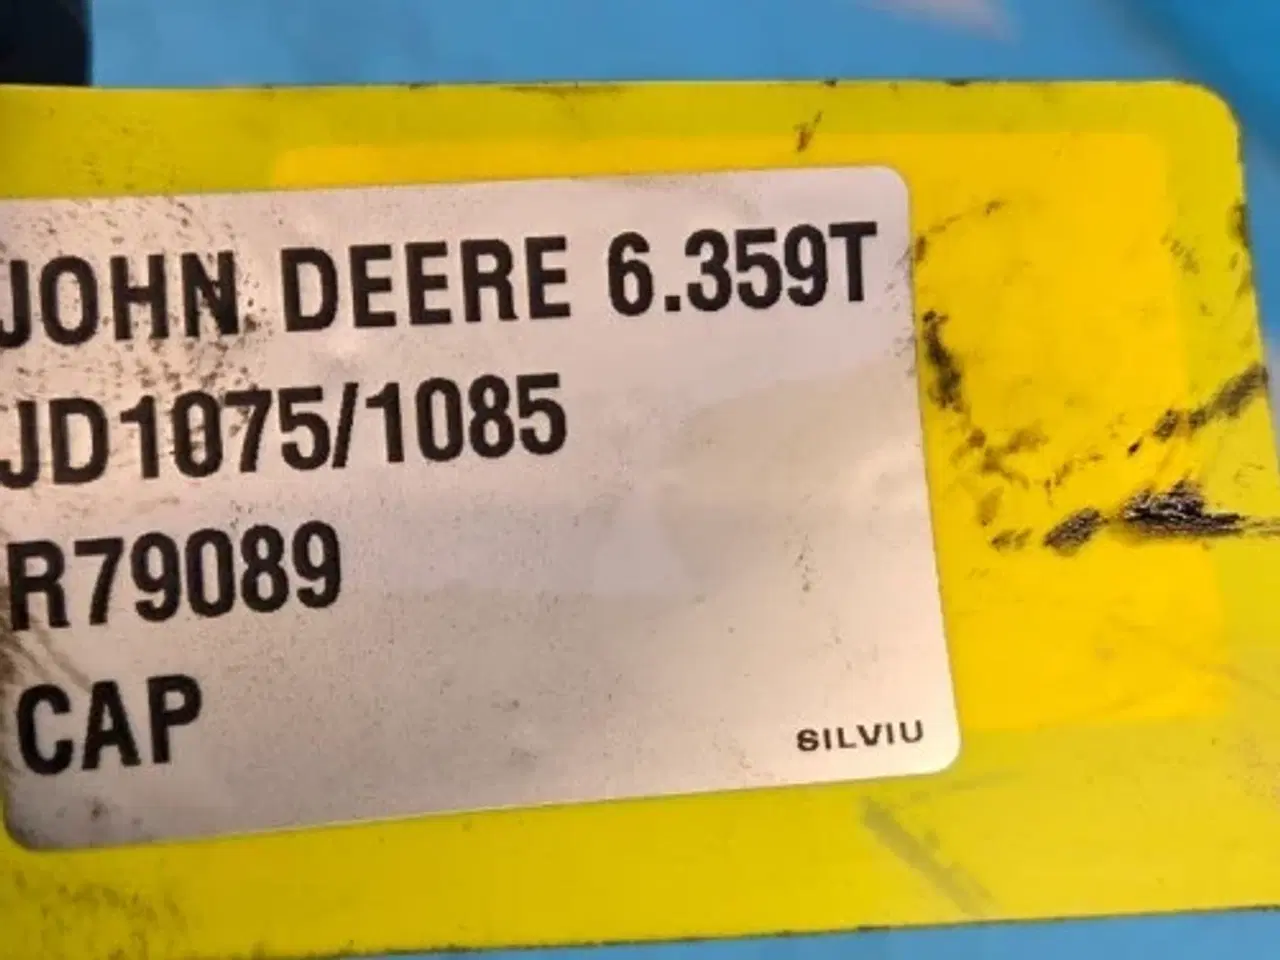 JOHN DEERE 6.359T
JD1075/1085
R79089
CAP
SILVIU